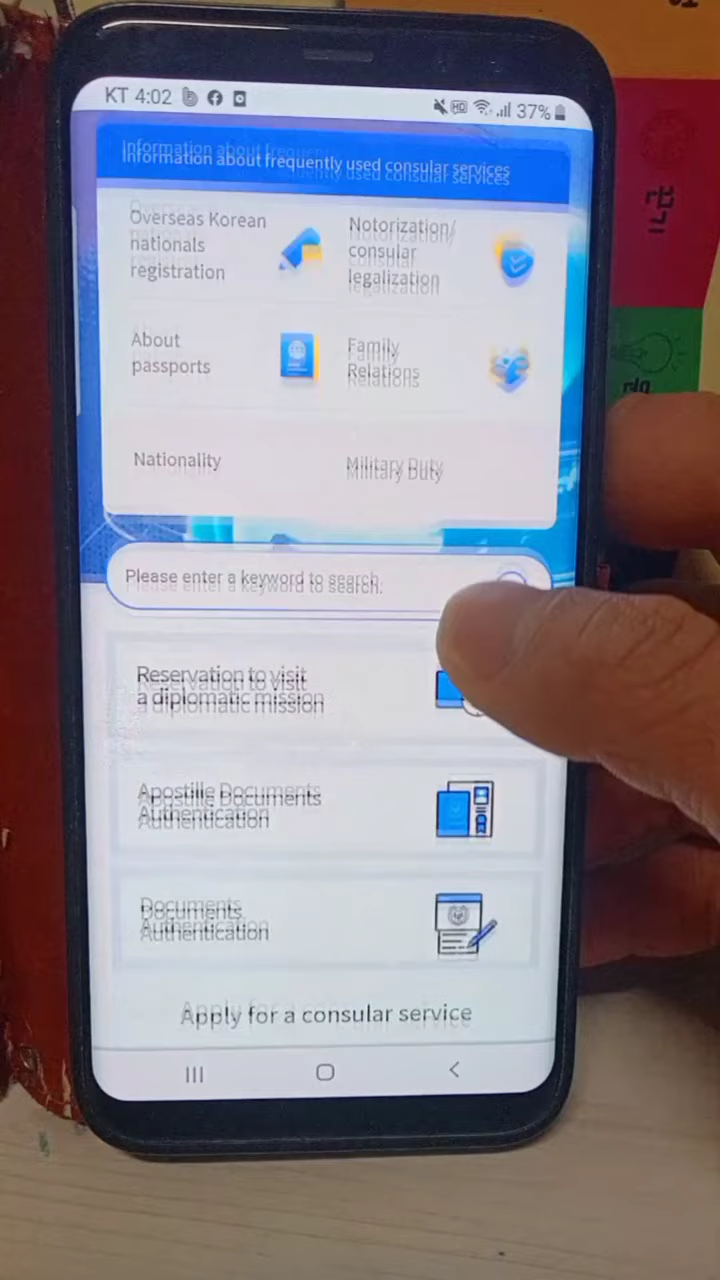 KT 4:02
HD
37%
Information about frequently used consular services
Overseas Korean
nationals
registration
Notorization/
consular
legalization
About
passports
Family
Relations
Nationality
Military Duty
Please enter a keyword to search.
Reservation to visit
a diplomatic mission
Apostille Documents
Authentication
Documents
Authentication
Apply for a consular service